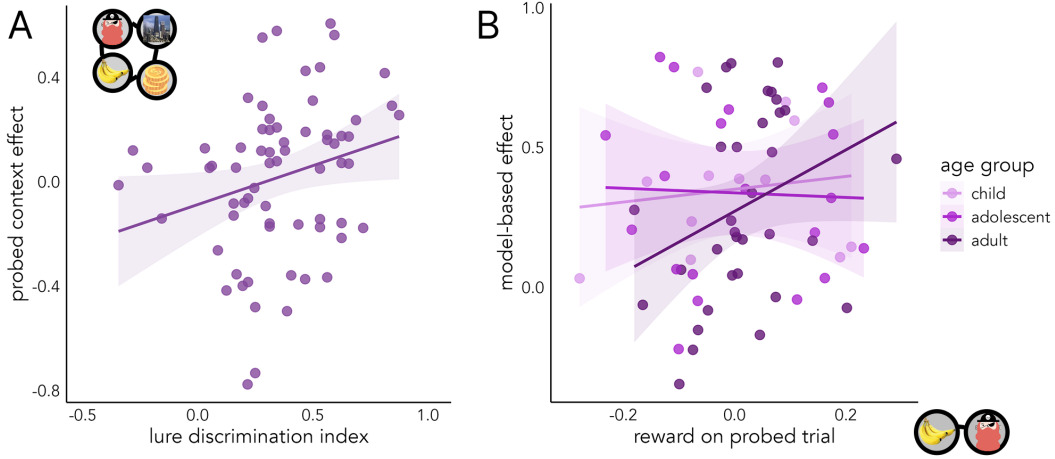 A
probed context effect
0.4
0.0
-0.4
-0.8
-0.5
0.0
0.5
1.0
lure discrimination index
B
model-based effect
1.0
0.5
0.0
-0.2
0.0
0.2
reward on probed trial
age group
child
adolescent
adult